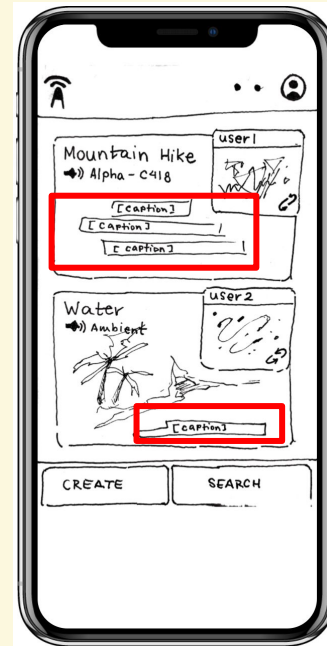 user1
Mountain Hike
Alpha - C418
[caption]
[caption]
[caption]
user2
Water
Ambient
[caption]
CREATE
SEARCH